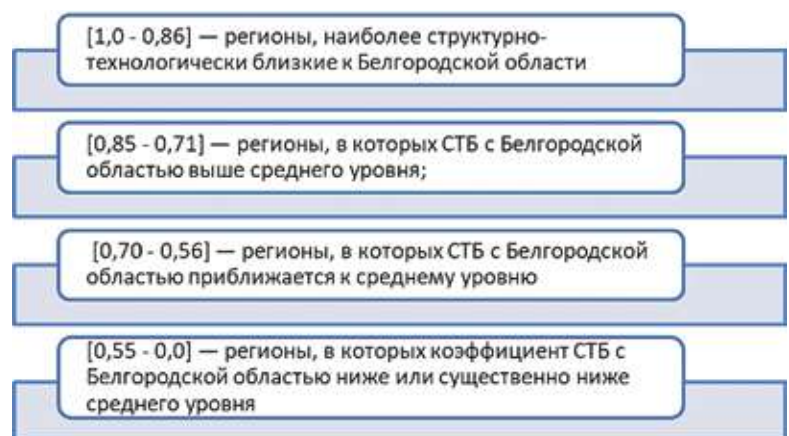 [1,0 - 0,86] — регионы, наиболее структурно-
технологически близкие к Белгородской области
[0,85 - 0,71] — регионы, в которых СТБ с Белгородской
областью выше среднего уровня;
[0,70 - 0,56] — регионы, в которых СТБ с Белгородской
областью приближается к среднему уровню
[0,55 - 0,0] — регионы, в которых коэффициент СТБ с
Белгородской областью ниже или существенно ниже
среднего уровня